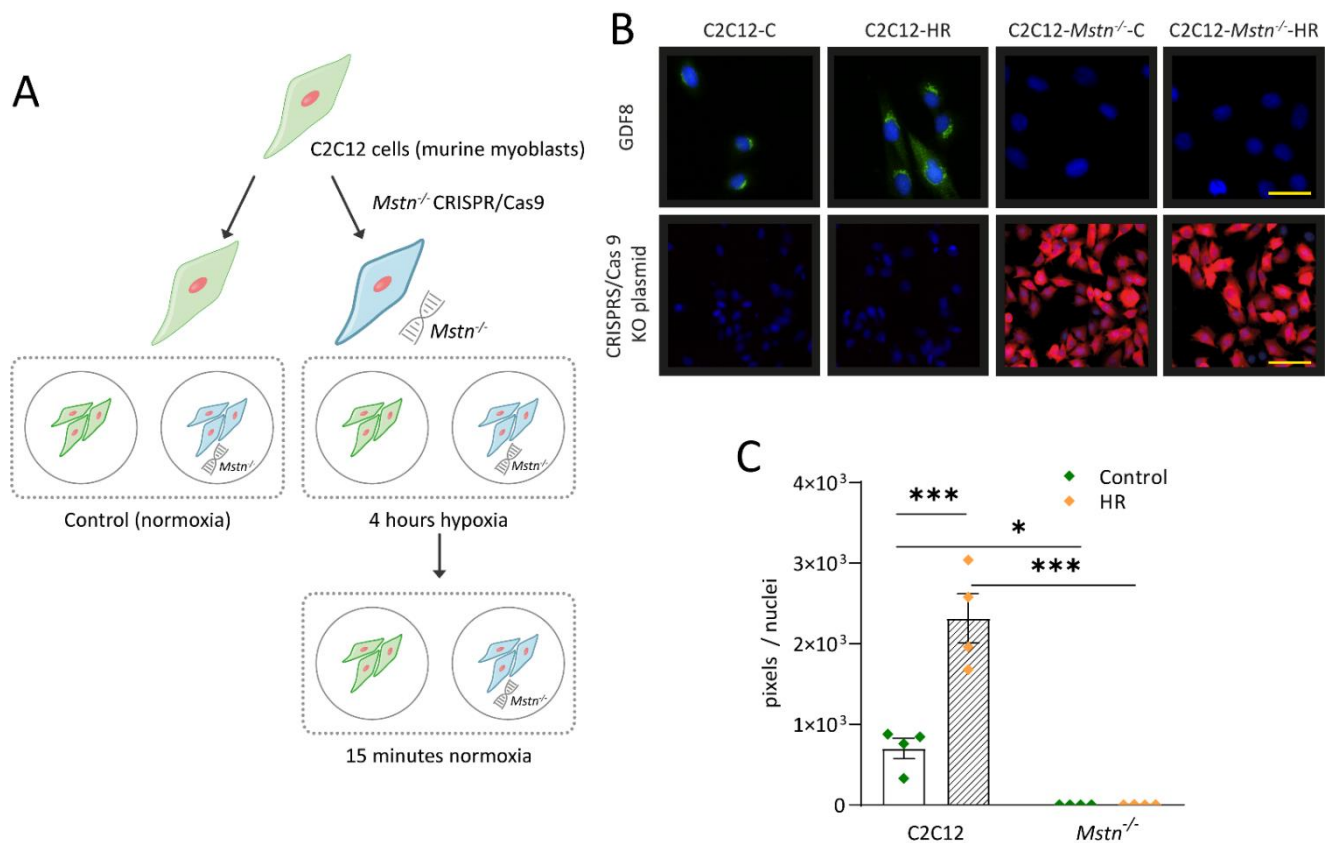 A
C2C12 cells (murine myoblasts)
Mstn-/- CRISPR/Cas9
Mstn-/-
Mstn-/-
Mstn-/-
Control (normoxia)
4 hours hypoxia
Mstn-/-
15 minutes normoxia
B
C2C12-C
C2C12-HR
C2C12-Mstn-/--C
C2C12-Mstn-/--HR
GDF8
CRISPRS/Cas 9
KO plasmid
C
Control
HR
pixels / nuclei
4×10³
3×10³
2×10³
1×10³
0
***
*
***
C2C12
Mstn-/-